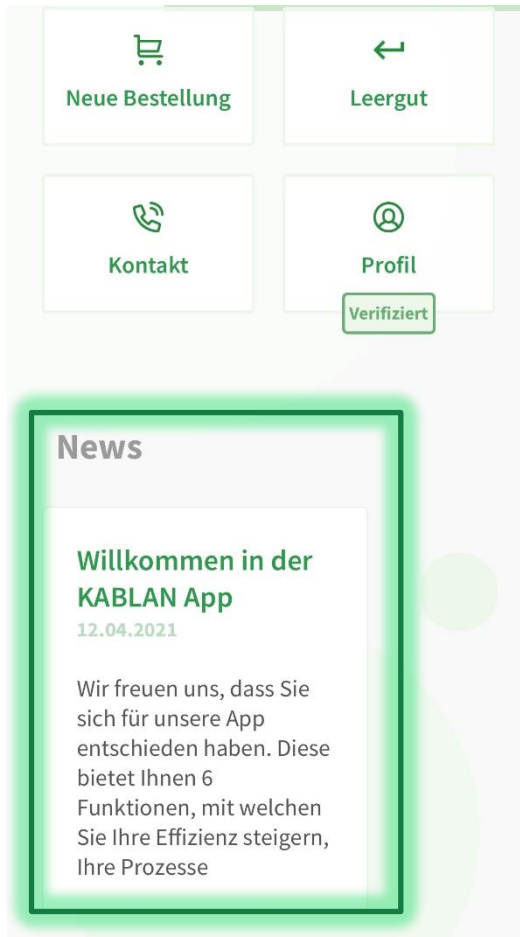 Neue Bestellung
Leergut
Kontakt
Profil
Verifiziert
News
Willkommen in der
KABLAN App
12.04.2021
Wir freuen uns, dass Sie
sich für unsere App
entschieden haben. Diese
bietet Ihnen 6
Funktionen, mit welchen
Sie Ihre Effizienz steigern,
Ihre Prozesse